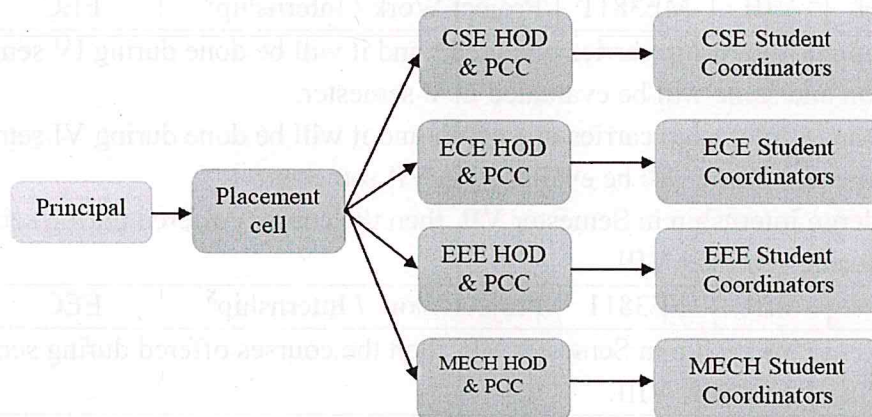 CSE HOD
& PCC
CSE Student
Coordinators
ECE HOD
& PCC
ECE Student
Coordinators
Principal
Placement
cell
EEE HOD
& PCC
EEE Student
Coordinators
MECH HOD
& PCC
MECH Student
Coordinators